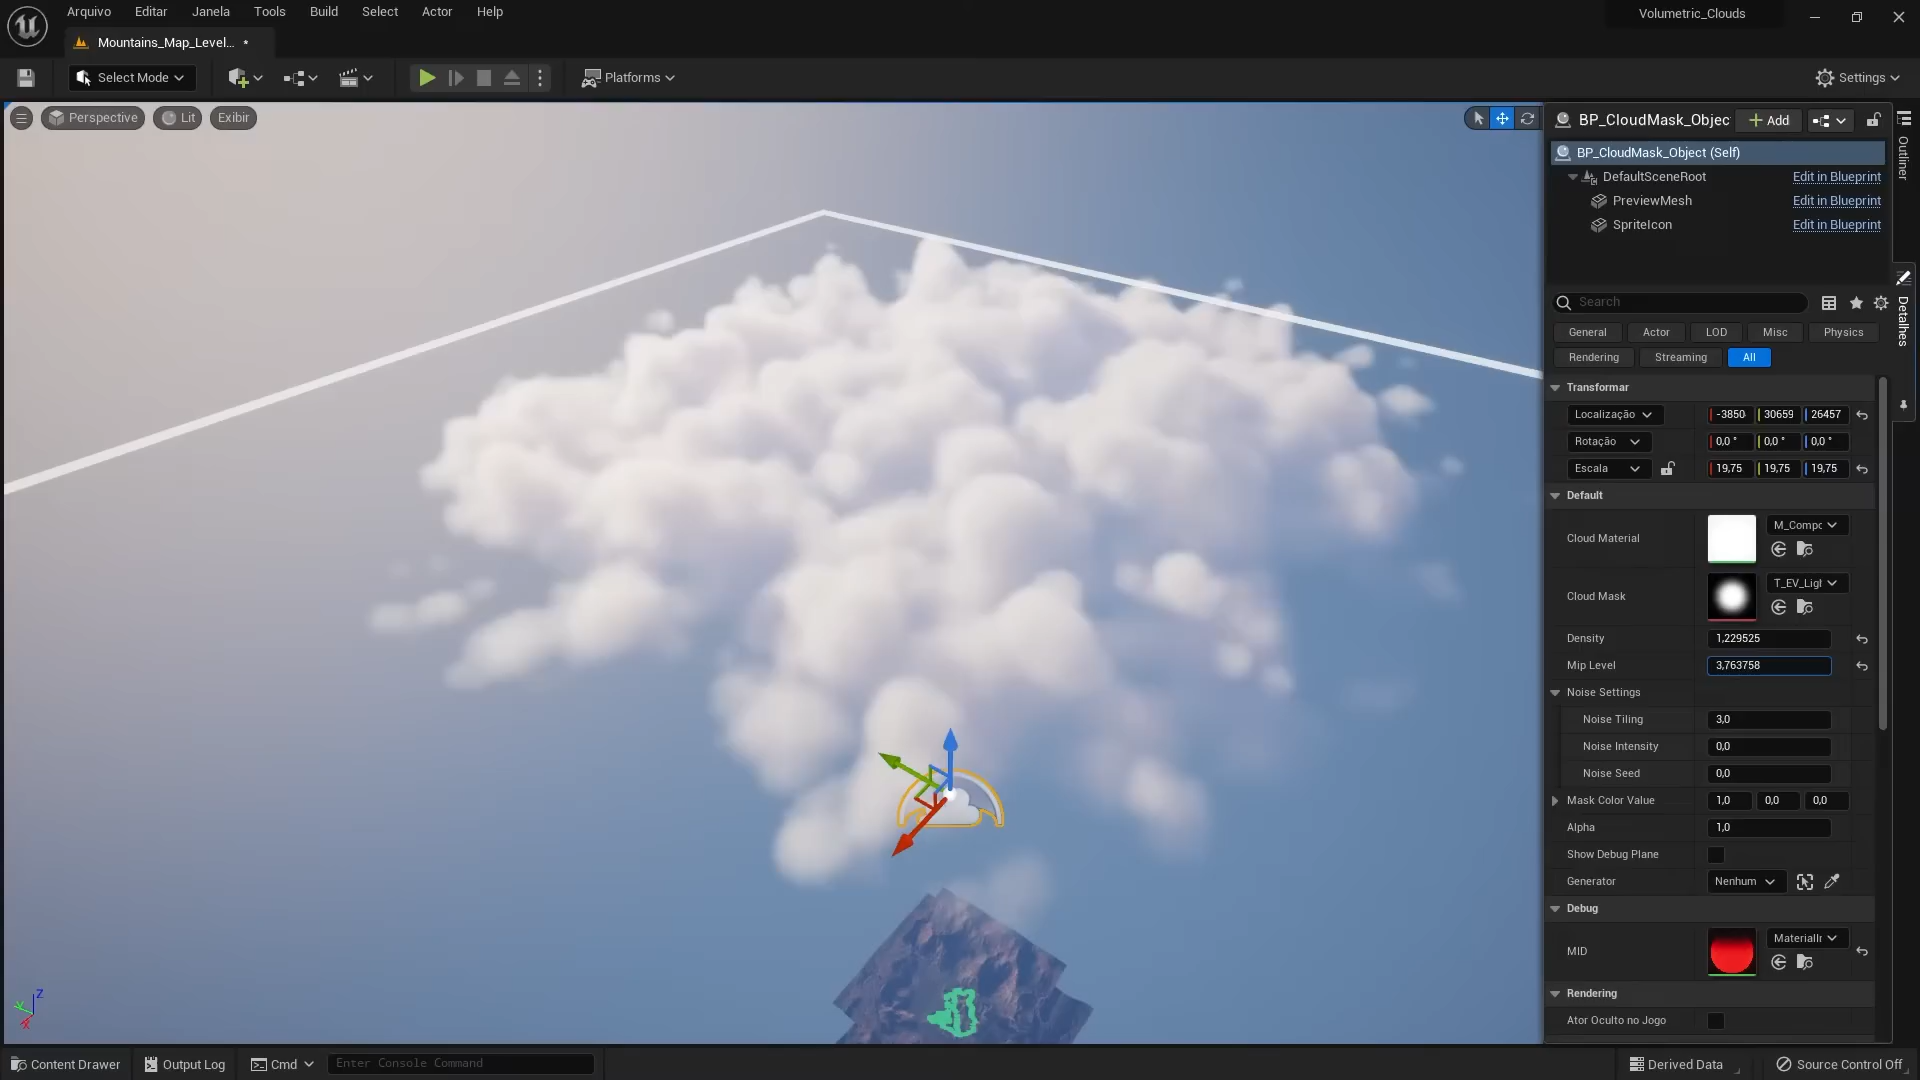 Arquivo Editar Janela Tools Build Select Actor Help
Volumetric_Clouds
Mountains_Map_Level... •
Select Mode
Platforms
Settings
Perspective Lit Exibir
BP_CloudMask_Objec
Add
Outliner
BP_CloudMask_Object (Self)
DefaultSceneRoot Edit in Blueprint
PreviewMesh Edit in Blueprint
SpriteIcon Edit in Blueprint
Detalhes
Search
General Actor LOD Misc Physics
Rendering Streaming All
Transformar
Localização -3850 30659 26457
Rotação 0,0 ° 0,0 ° 0,0 °
Escala 19,75 19,75 19,75
Default
Cloud Material M_Compo
Cloud Mask T_EV_Ligh
Density 1,229525
Mip Level 3,763758
Noise Settings
Noise Tiling 3,0
Noise Intensity 0,0
Noise Seed 0,0
Mask Color Value 1,0 0,0 0,0
Alpha 1,0
Show Debug Plane
Generator Nenhum
Debug
MID MaterialIn
Rendering
Ator Oculto no Jogo
Z
Y
X
Content Drawer Output Log Cmd Enter Console Command
Derived Data Source Control Off